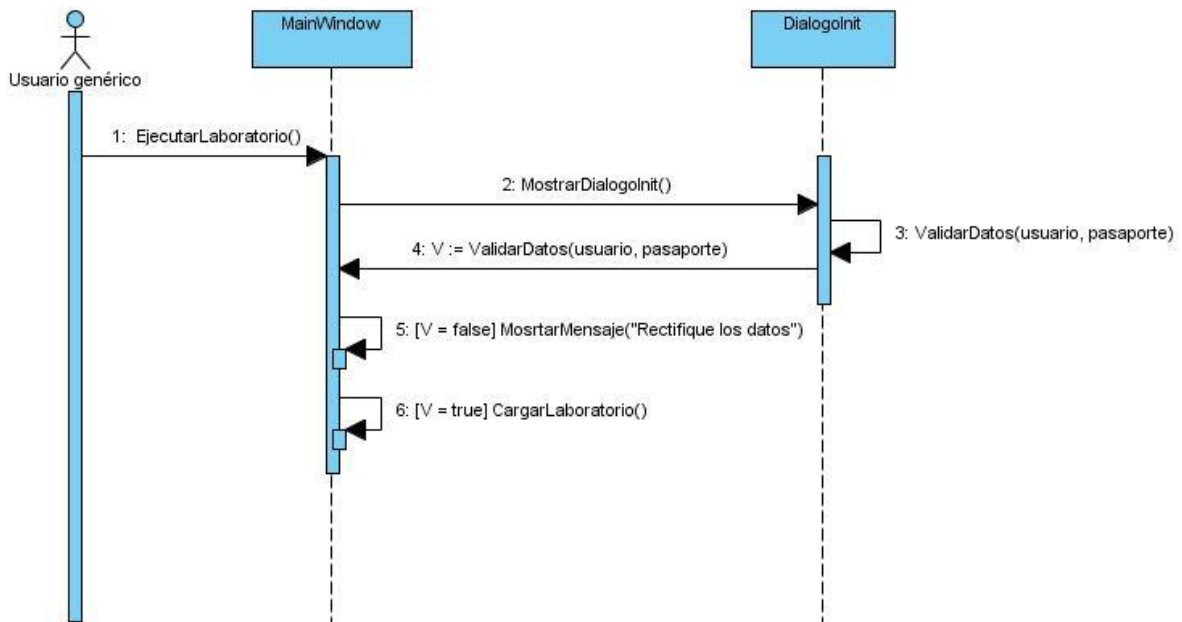 MainWindow
DialogoInit
Usuario genérico
1: EjecutarLaboratorio()
2: MostrarDialogoInit()
3: ValidarDatos(usuario, pasaporte)
4: V := ValidarDatos(usuario, pasaporte)
5: [V = false] MosrtarMensaje("Rectifique los datos")
6: [V = true] CargarLaboratorio()